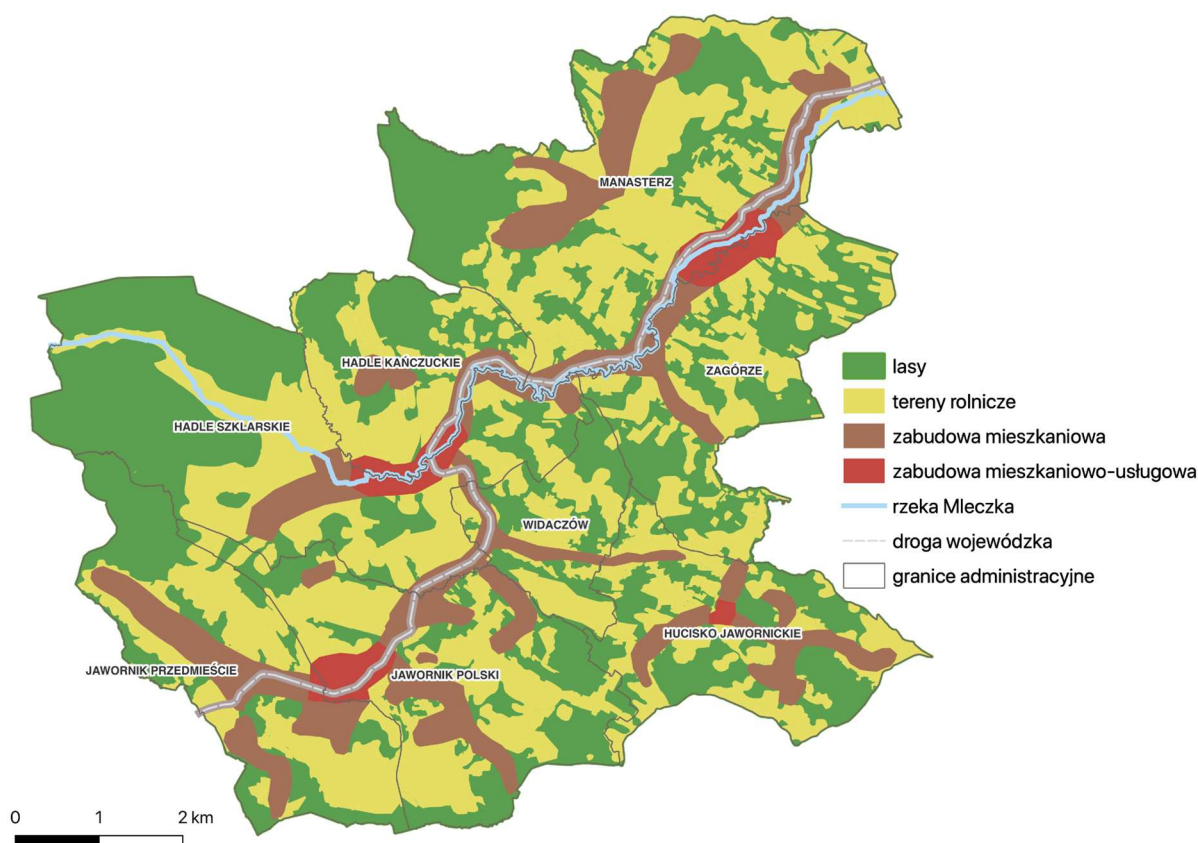 MANASTERZ
HADLE KAŃCZUCKIE
ZAGÓRZE
HADLE SZKLARSKIE
WIDACZÓW
HUCISKO JAWORNICKIE
JAWORNIK PRZEDMIEŚCIE
JAWORNIK POLSKI
lasy
tereny rolnicze
zabudowa mieszkaniowa
zabudowa mieszkaniowo-usługowa
rzeka Mleczka
droga wojewódzka
granice administracyjne
0 1 2 km